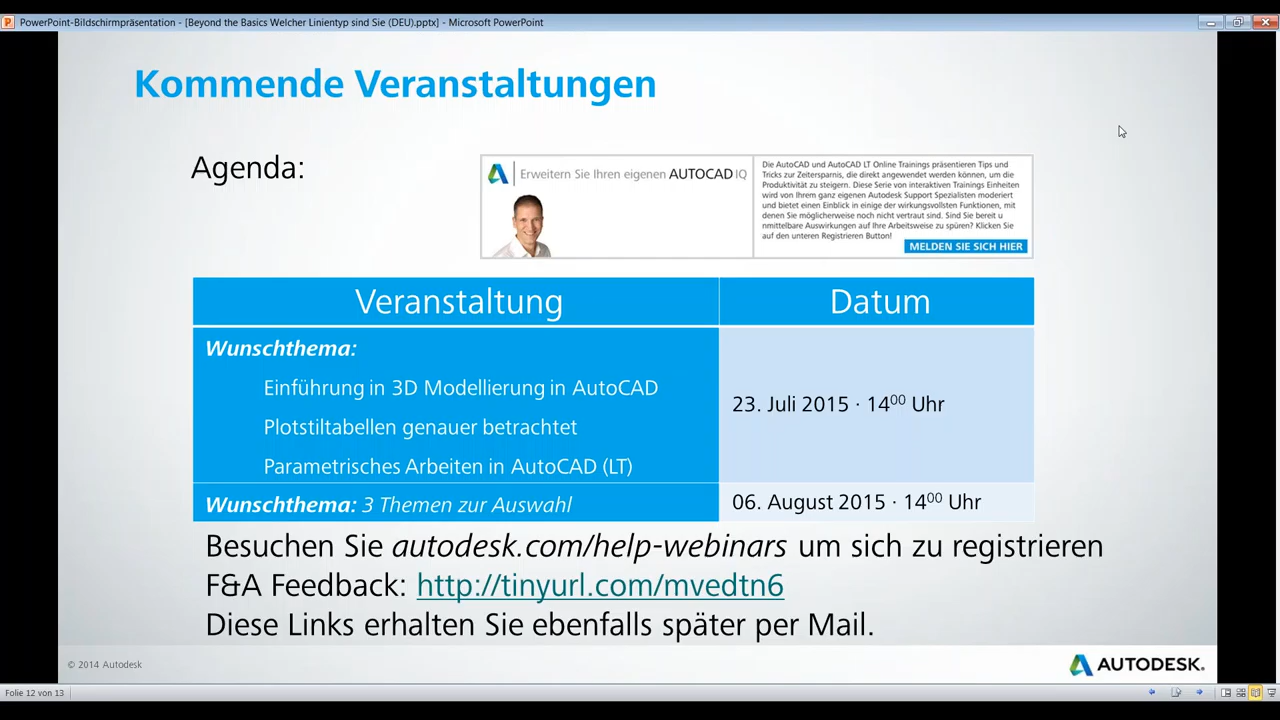 PowerPoint-Bildschirmpräsentation - [Beyond the Basics Welcher Linientyp sind Sie (DEU).pptx] - Microsoft PowerPoint
Kommende Veranstaltungen
Agenda:
Erweitern Sie Ihren eigenen AUTOCAD IQ
Die AutoCAD und AutoCAD LT Online Trainings präsentieren Tips und
Tricks zur Zeitersparnis, die direkt angewendet werden können, um die
Produktivität zu steigern. Diese Serie von interaktiven Trainings Einheiten
wird von Ihrem ganz eigenen Autodesk Support Spezialisten moderiert
und bietet einen Einblick in einige der wirkungsvollsten Funktionen, mit
denen Sie möglicherweise noch nicht vertraut sind. Sind Sie bereit u
nmittelbare Auswirkungen auf Ihre Arbeitsweise zu spüren? Klicken Sie
auf den unteren Registrieren Button!
MELDEN SIE SICH HIER
Veranstaltung
Datum
Wunschthema:
Einführung in 3D Modellierung in AutoCAD
Plotstiltabellen genauer betrachtet
Parametrisches Arbeiten in AutoCAD (LT)
23. Juli 2015 · 14⁰⁰ Uhr
Wunschthema: 3 Themen zur Auswahl
06. August 2015 · 14⁰⁰ Uhr
Besuchen Sie autodesk.com/help-webinars um sich zu registrieren
F&A Feedback: http://tinyurl.com/mvedtn6
Diese Links erhalten Sie ebenfalls später per Mail.
© 2014 Autodesk
AUTODESK.
Folie 12 von 13